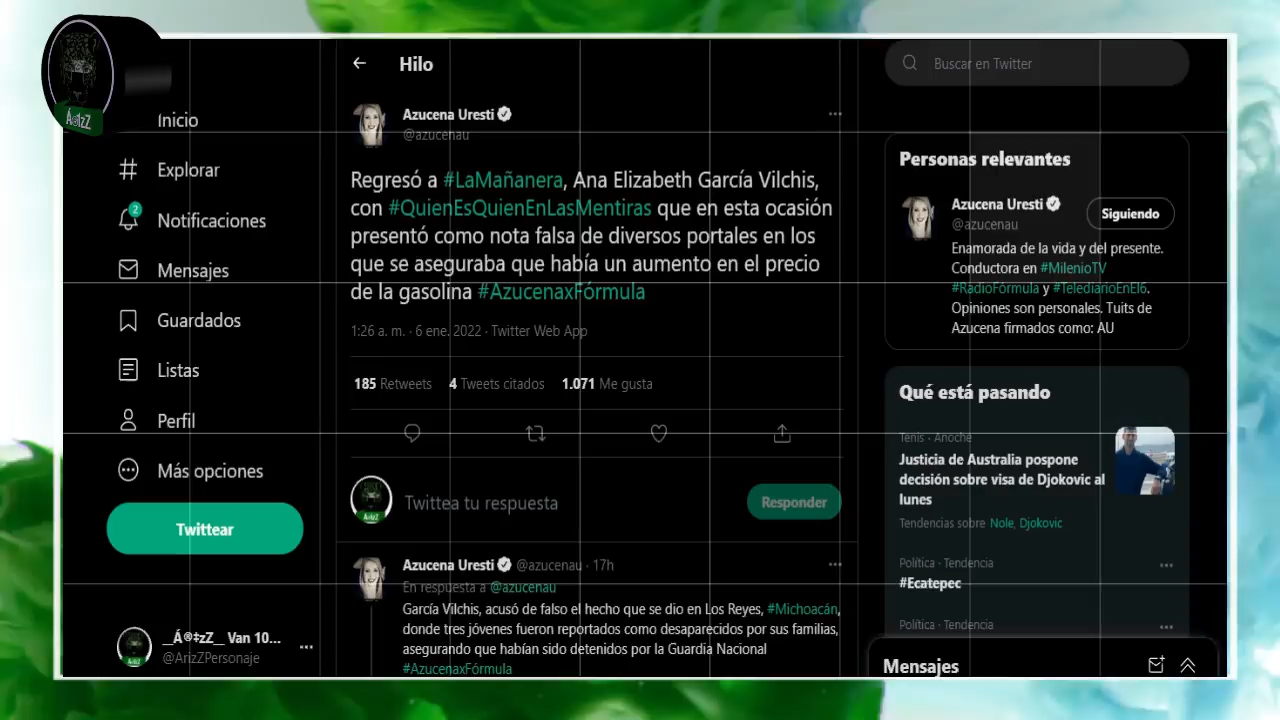 ÁrizZ
Inicio
Explorar
2
Notificaciones
Mensajes
Guardados
Listas
Perfil
Más opciones
Twittear
__Á®‡zZ__ Van 10... ...
@ArizZPersonaje
Hilo
Azucena Uresti
@azucenau
Regresó a #LaMañanera, Ana Elizabeth García Vilchis,
con #QuienEsQuienEnLasMentiras que en esta ocasión
presentó como nota falsa de diversos portales en los
que se aseguraba que había un aumento en el precio
de la gasolina #AzucenaxFórmula
1:26 a. m. · 6 ene. 2022 · Twitter Web App
185 Retweets 4 Tweets citados 1.071 Me gusta
Twittea tu respuesta
Responder
Azucena Uresti @azucenau · 17h
En respuesta a @azucenau
García Vilchis, acusó de falso el hecho que se dio en Los Reyes, #Michoacán,
donde tres jóvenes fueron reportados como desaparecidos por sus familias,
asegurando que habían sido detenidos por la Guardia Nacional
#AzucenaxFórmula
Buscar en Twitter
Personas relevantes
Azucena Uresti
@azucenau
Siguiendo
Enamorada de la vida y del presente.
Conductora en #MilenioTV
#RadioFórmula y #TelediarioEnEl6.
Opiniones son personales. Tuits de
Azucena firmados como: AU
Qué está pasando
Tenis · Anoche
Justicia de Australia pospone
decisión sobre visa de Djokovic al
lunes
Tendencias sobre Nole, Djokovic
Política · Tendencia
#Ecatepec
Política · Tendencia
Mensajes